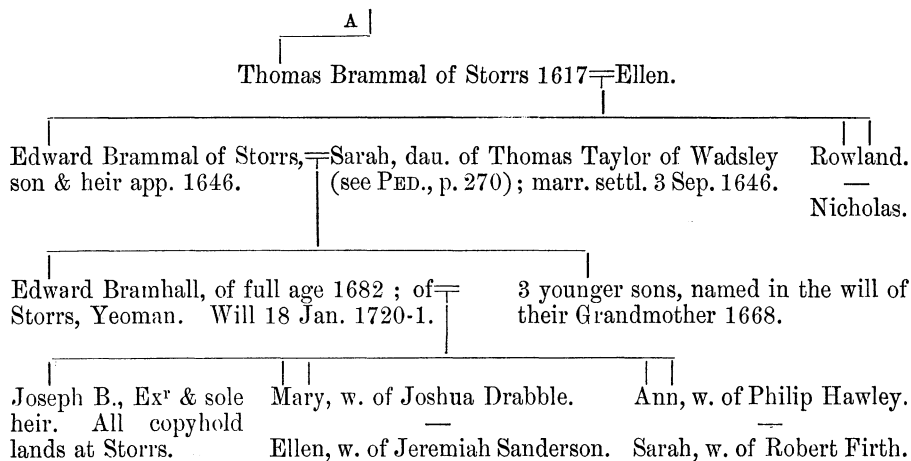 A
Thomas Brammal of Storrs 1617=Ellen.
Edward Brammal of Storrs,=Sarah, dau. of Thomas Taylor of Wadsley
son & heir app. 1646. (see PED., p. 270) ; marr. settl. 3 Sep. 1646.
Rowland.
—
Nicholas.
Edward Bramhall, of full age 1682 ; of=
Storrs, Yeoman. Will 18 Jan. 1720-1.
3 younger sons, named in the will of
their Grandmother 1668.
Joseph B., Exʳ & sole
heir. All copyhold
lands at Storrs.
Mary, w. of Joshua Drabble.
—
Ellen, w. of Jeremiah Sanderson.
Ann, w. of Philip Hawley.
—
Sarah, w. of Robert Firth.